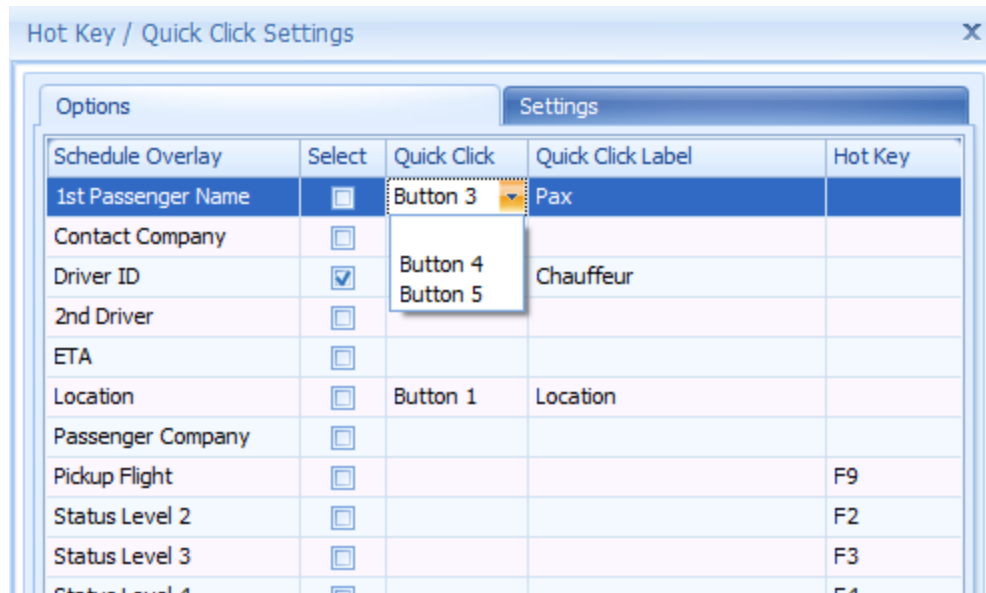 Hot Key / Quick Click Settings X
Options Settings
Schedule Overlay Select Quick Click Quick Click Label Hot Key
1st Passenger Name Button 3 Pax
Contact Company
Button 4
Driver ID Chauffeur
Button 5
2nd Driver
ETA
Location Button 1 Location
Passenger Company
Pickup Flight F9
Status Level 2 F2
Status Level 3 F3